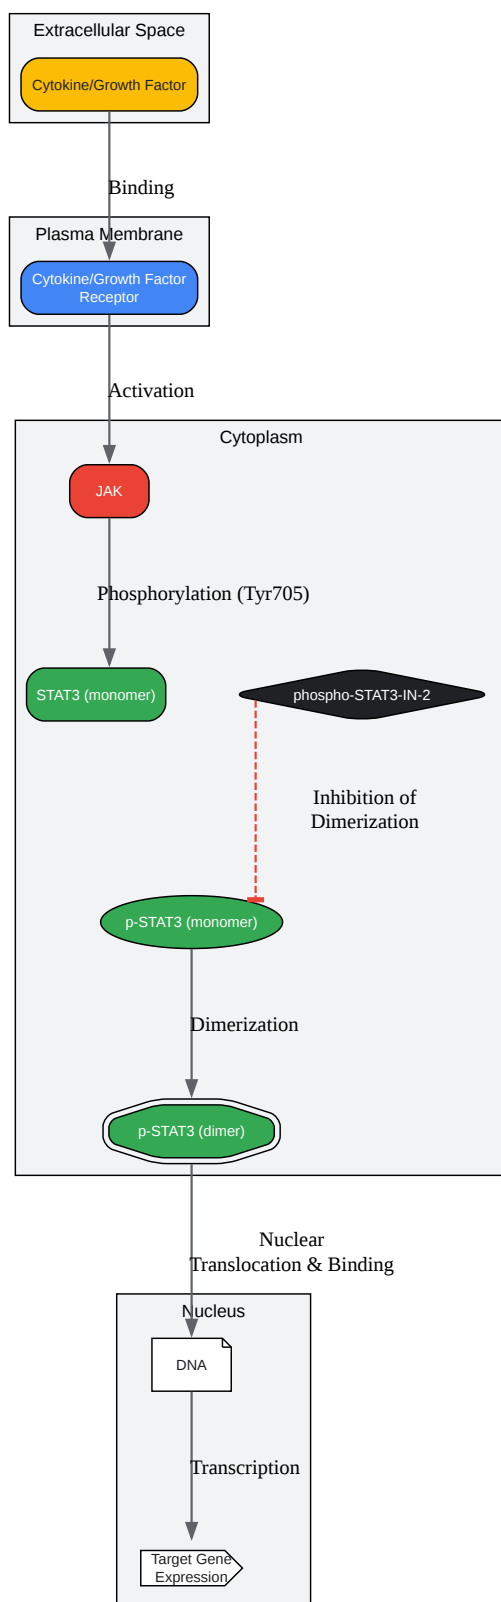 Extracellular Space
Cytokine/Growth Factor
Binding
Plasma Membrane
Cytokine/Growth Factor
Receptor
Activation
Cytoplasm
JAK
Phosphorylation (Tyr705)
STAT3 (monomer)
phospho-STAT3-IN-2
Inhibition of
Dimerization
p-STAT3 (monomer)
Dimerization
p-STAT3 (dimer)
Nuclear
Translocation & Binding
Nucleus
DNA
Transcription
Target Gene
Expression